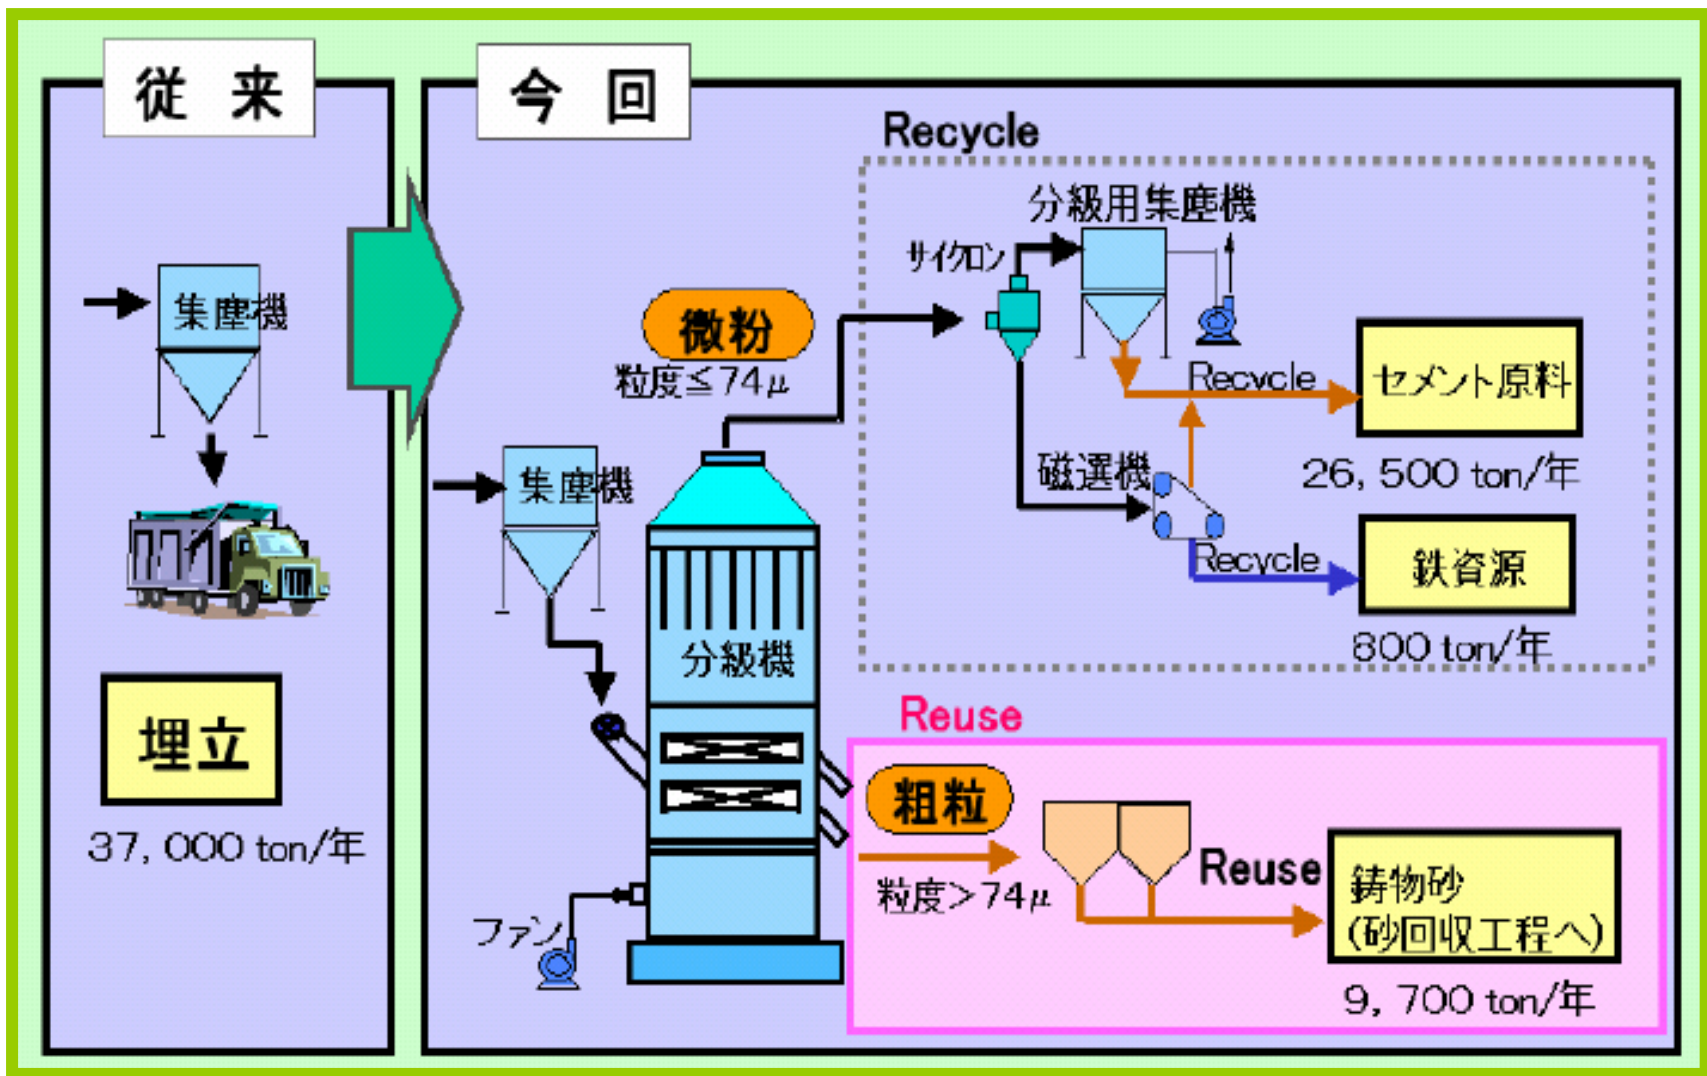 従 来
集塵機
埋立
37, 000 ton/年
今 回
Recycle
分級用集塵機
サイクロン
微粉
粒度≦74μ
Recycle
セメント原料
26, 500 ton/年
磁選機
集塵機
Recycle
鉄資源
800 ton/年
分級機
Reuse
粗粒
粒度>74μ
Reuse
鋳物砂
(砂回収工程へ)
9, 700 ton/年
ファン